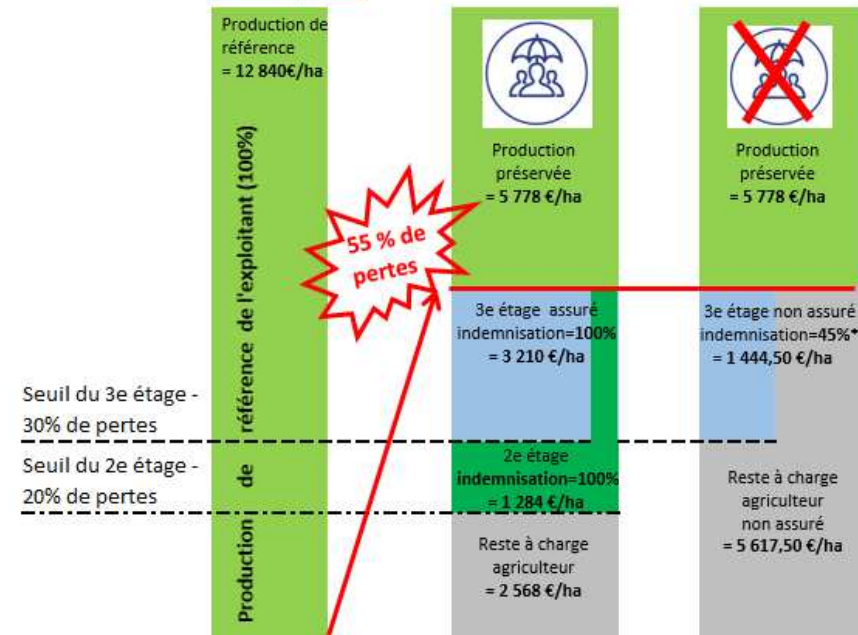 Production de
référence
= 12 840€/ha
Production de référence de l'exploitant (100%)
55 % de
pertes
Production
préservée
= 5 778 €/ha
3e étage assuré
indemnisation=100%
= 3 210 €/ha
2e étage
indemnisation=100%
= 1 284 €/ha
Reste à charge
agriculteur
= 2 568 €/ha
Production
préservée
= 5 778 €/ha
3e étage non assuré
indemnisation=45%*
= 1 444,50 €/ha
Reste à charge
agriculteur
non assuré
= 5 617,50 €/ha
Seuil du 3e étage -
30% de pertes
Seuil du 2e étage -
20% de pertes